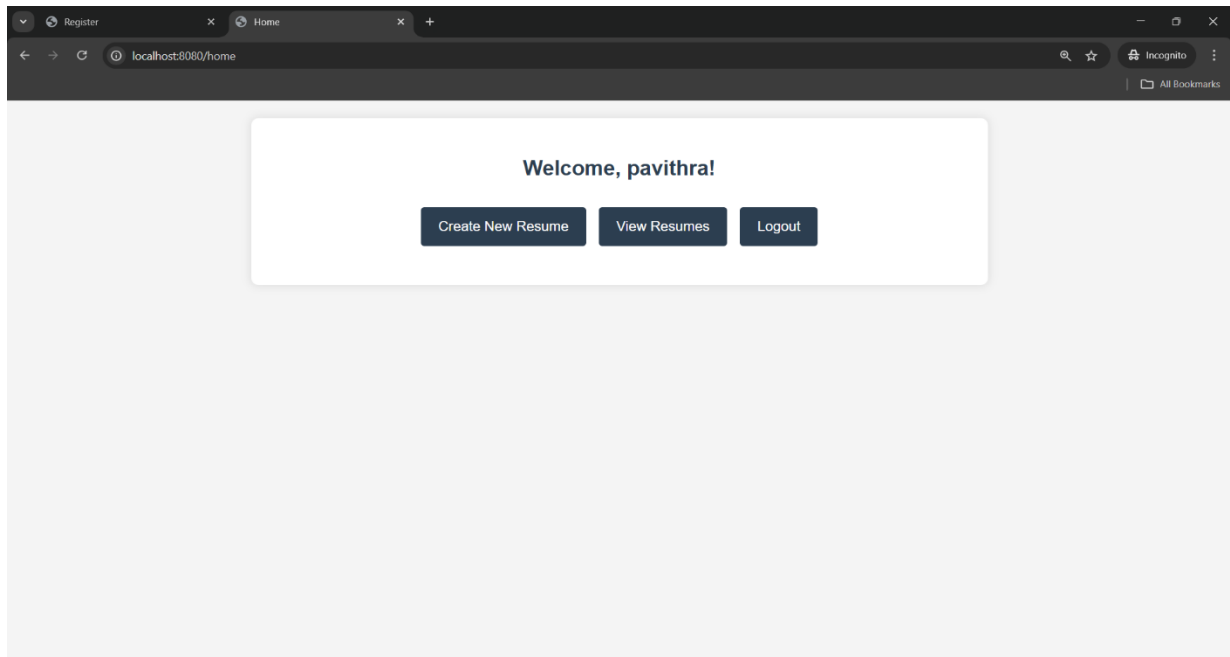 Register
Home
localhost:8080/home
Incognito
All Bookmarks
Welcome, pavithra!
Create New Resume View Resumes Logout